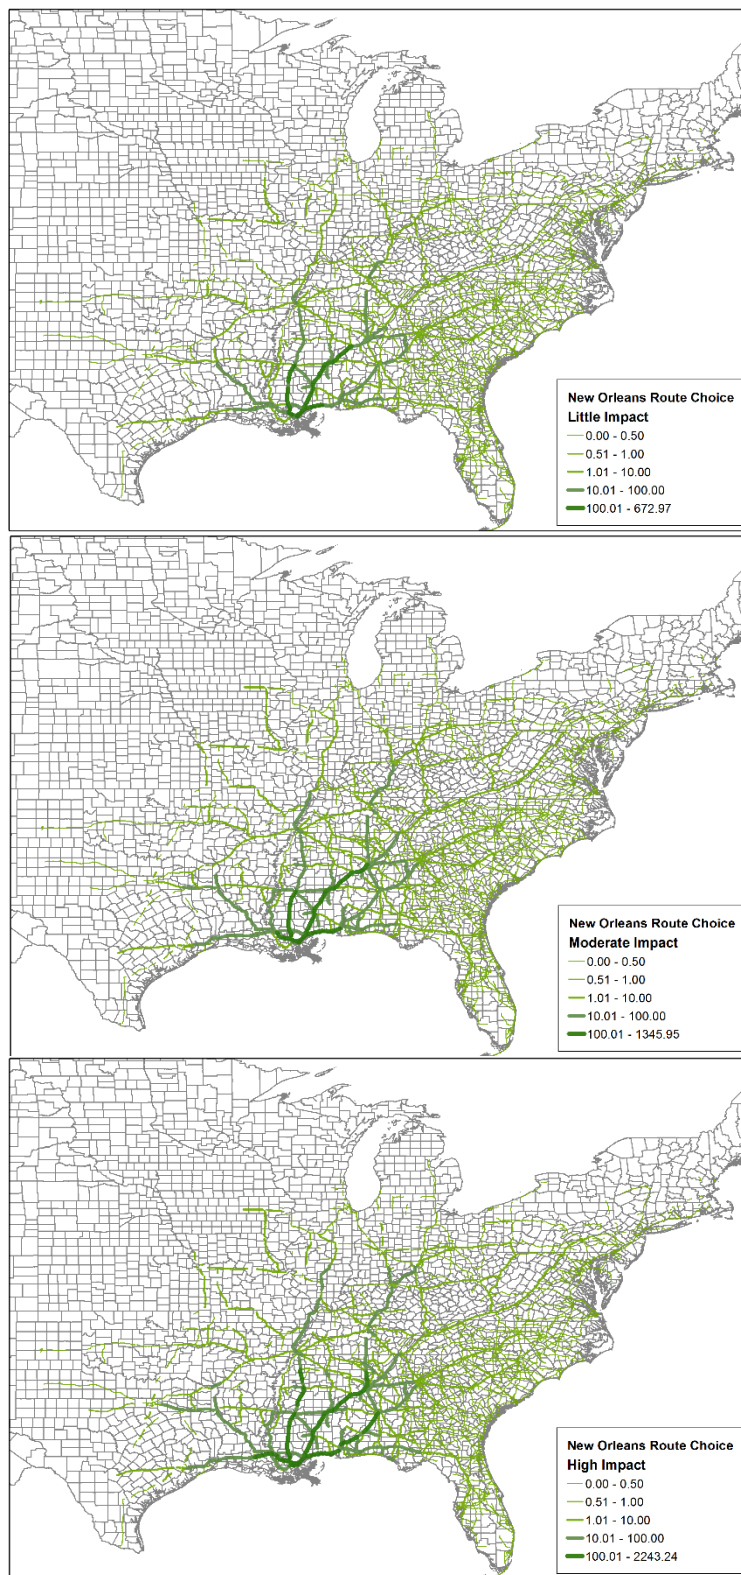 New Orleans Route Choice
Little Impact
0.00 - 0.50
0.51 - 1.00
1.01 - 10.00
10.01 - 100.00
100.01 - 672.97
New Orleans Route Choice
Moderate Impact
0.00 - 0.50
0.51 - 1.00
1.01 - 10.00
10.01 - 100.00
100.01 - 1345.95
New Orleans Route Choice
High Impact
0.00 - 0.50
0.51 - 1.00
1.01 - 10.00
10.01 - 100.00
100.01 - 2243.24